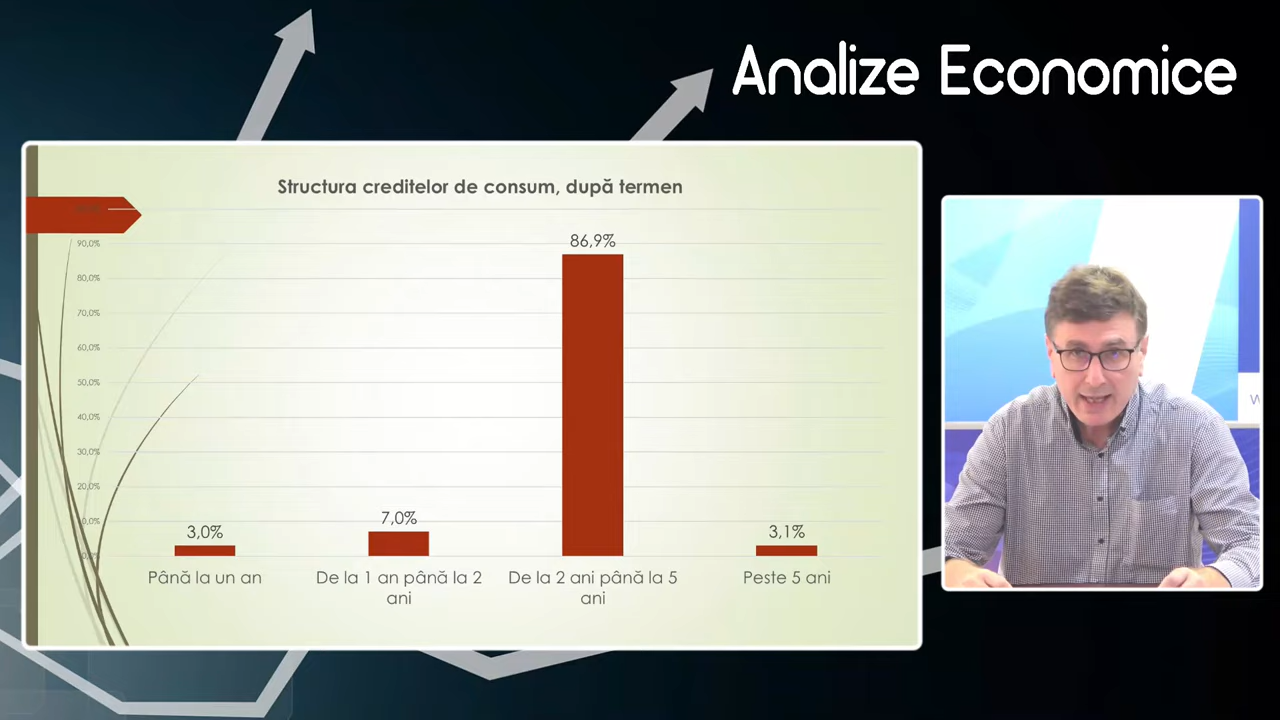 Analize Economice
Structura creditelor de consum, după termen
90,0%
80,0%
70,0%
60,0%
50,0%
40,0%
30,0%
20,0%
0,0%
86,9%
7,0%
3,0%
3,1%
Până la un an
De la 1 an până la 2
ani
De la 2 ani până la 5
ani
Peste 5 ani
W